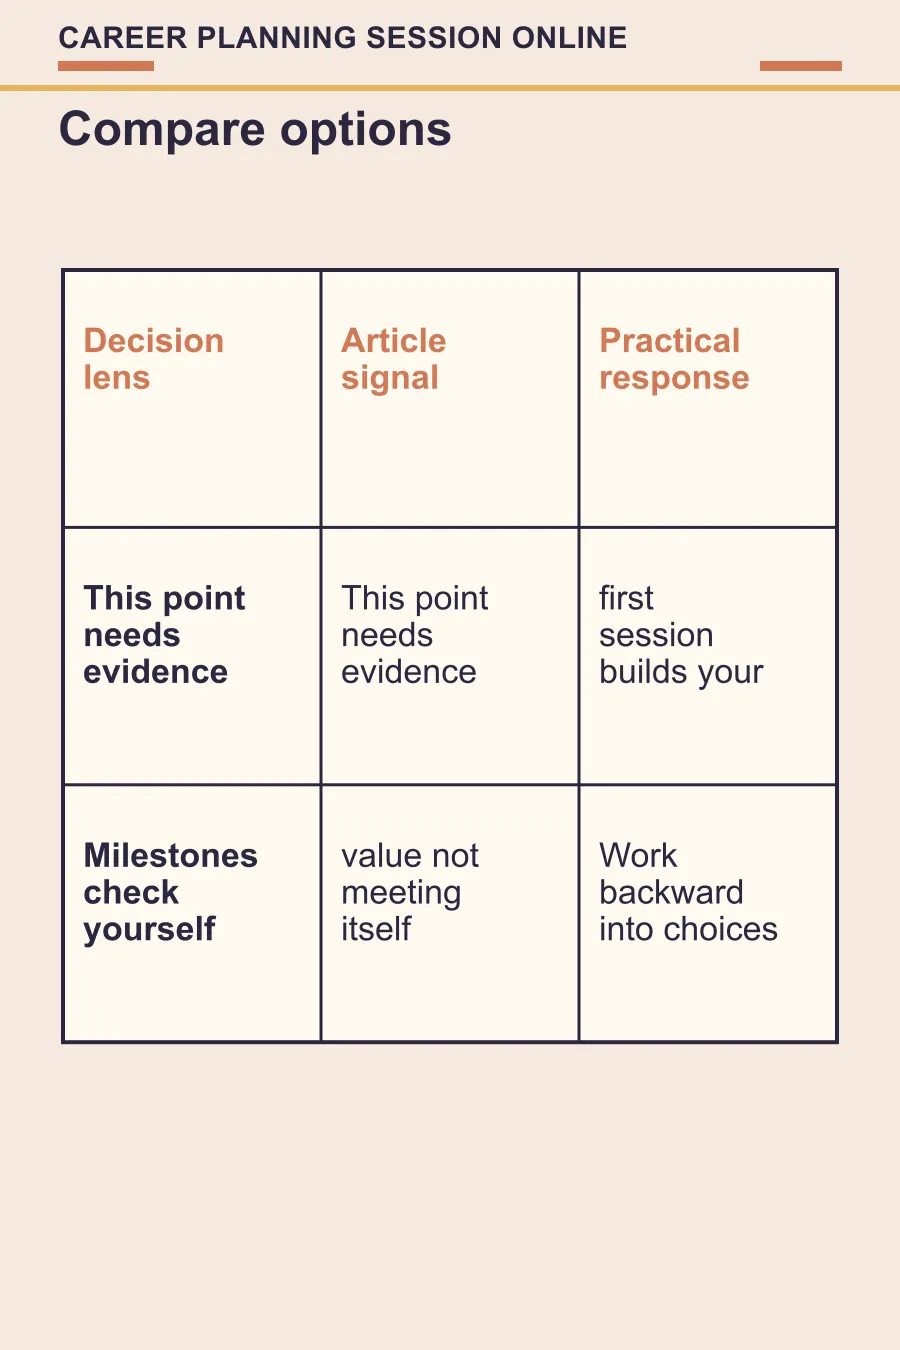 CAREER PLANNING SESSION ONLINE
Compare options
Decision
lens
Article
signal
Practical
response
This point
needs
evidence
This point
needs
evidence
first
session
builds your
Milestones
check
yourself
value not
meeting
itself
Work
backward
into choices